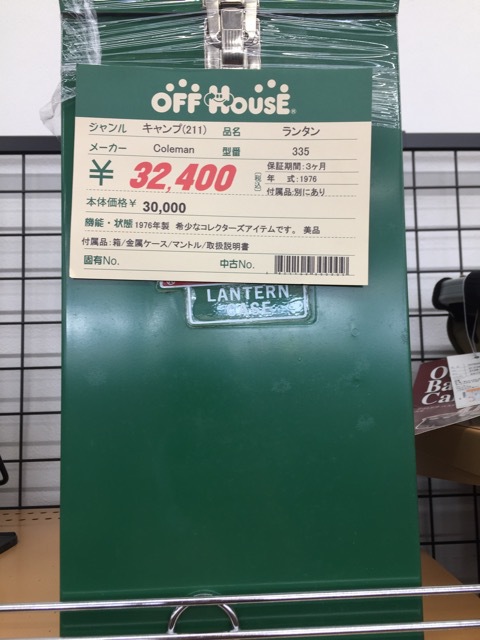 OFF HOUSE®
ジャンル キャンプ(211) 品名 ランタン
メーカー Coleman 型番 335
¥ 32,400 [税込] 保証期間:3ヶ月
年 式:1976
付属品:別にあり
本体価格¥ 30,000
機能・状態 1976年製 希少なコレクターズアイテムです。 美品
付属品:箱/金属ケース/マントル/取扱説明書
固有No. 中古No.
LANTERN
CASE